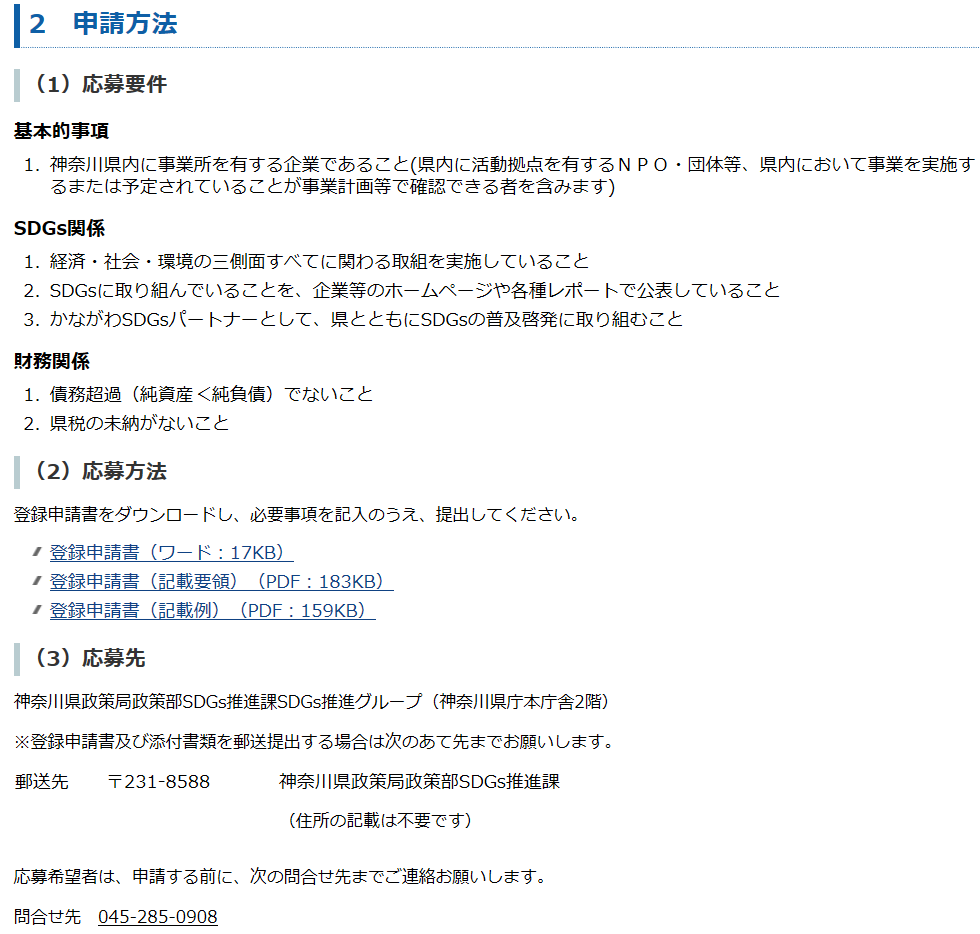 2　申請方法
（1）応募要件
基本的事項
1. 神奈川県内に事業所を有する企業であること(県内に活動拠点を有するＮＰＯ・団体等、県内において事業を実施す
るまたは予定されていることが事業計画等で確認できる者を含みます)
SDGs関係
1. 経済・社会・環境の三側面すべてに関わる取組を実施していること
2. SDGsに取り組んでいることを、企業等のホームページや各種レポートで公表していること
3. かながわSDGsパートナーとして、県とともにSDGsの普及啓発に取り組むこと
財務関係
1. 債務超過（純資産＜純負債）でないこと
2. 県税の未納がないこと
（2）応募方法
登録申請書をダウンロードし、必要事項を記入のうえ、提出してください。
登録申請書（ワード：17KB）
登録申請書（記載要領）（PDF：183KB）
登録申請書（記載例）（PDF：159KB）
（3）応募先
神奈川県政策局政策部SDGs推進課SDGs推進グループ（神奈川県庁本庁舎2階）
※登録申請書及び添付書類を郵送提出する場合は次のあて先までお願いします。
郵送先　〒231-8588　神奈川県政策局政策部SDGs推進課
（住所の記載は不要です）
応募希望者は、申請する前に、次の問合せ先までご連絡お願いします。
問合せ先　045-285-0908